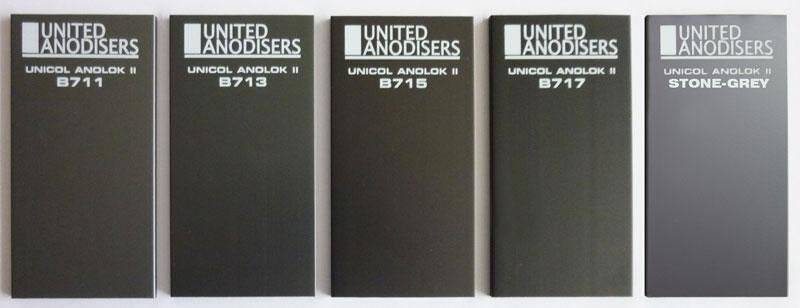 UNITED
ANODISERS
UNICOL ANOLOK II
B711
UNITED
ANODISERS
UNICOL ANOLOK II
B713
UNITED
ANODISERS
UNICOL ANOLOK II
B715
UNITED
ANODISERS
UNICOL ANOLOK II
B717
UNITED
ANODISERS
UNICOL ANOLOK II
STONE-GREY